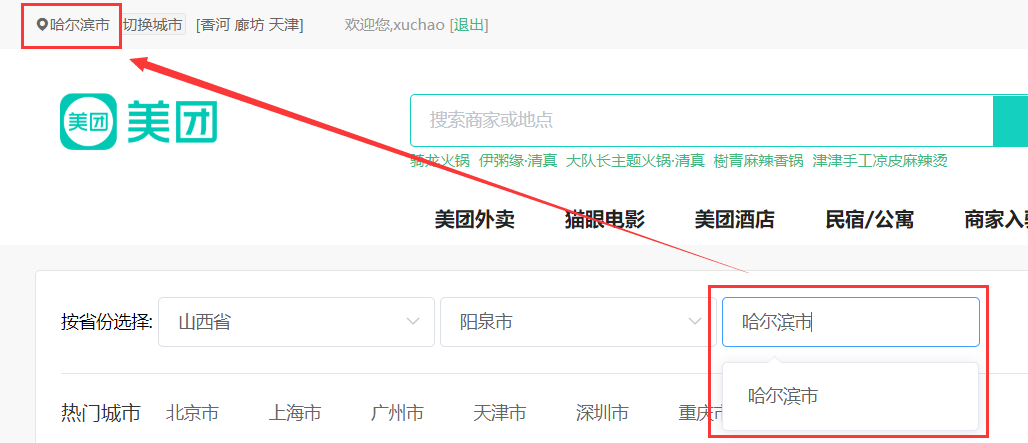 哈尔滨市 切换城市 [香河 廊坊 天津] 欢迎您,xuchao [退出]
美团 美团 搜索商家或地点
骑龙火锅 伊粥缘·清真 大队长主题火锅·清真 樹青麻辣香锅 津津手工凉皮麻辣烫
美团外卖 猫眼电影 美团酒店 民宿/公寓 商家入驻
按省份选择: 山西省 阳泉市 哈尔滨市
哈尔滨市
热门城市 北京市 上海市 广州市 天津市 深圳市 重庆市